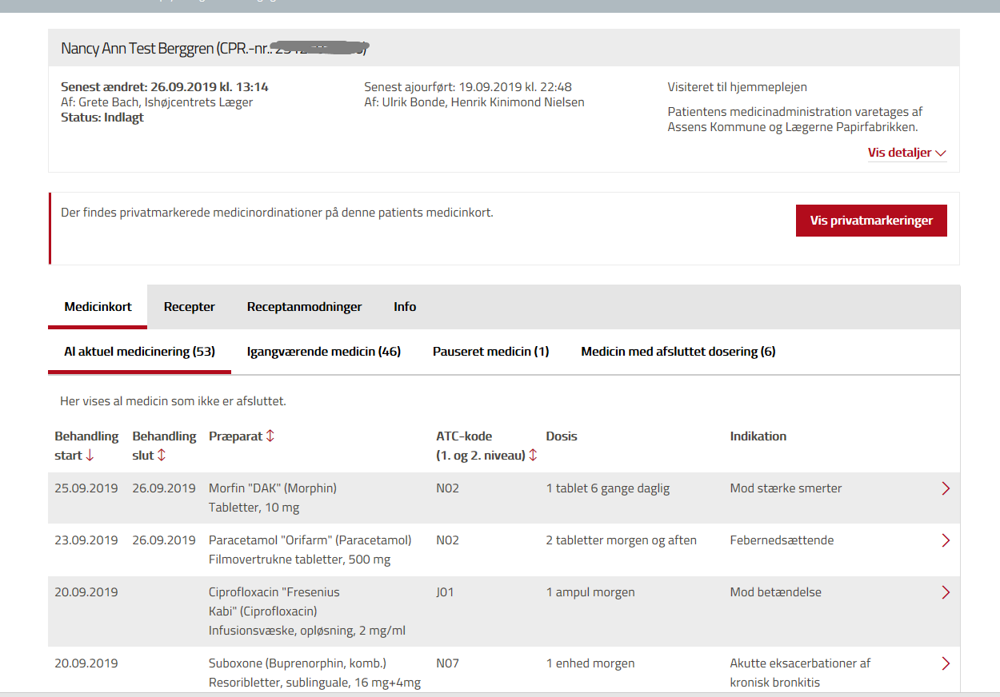 Nancy Ann Test Berggren (CPR.-nr.:
Senest ændret: 26.09.2019 kl. 13:14
Af: Grete Bach, Ishøjcentrets Læger
Status: Indlagt
Senest ajourført: 19.09.2019 kl. 22:48
Af: Ulrik Bonde, Henrik Kinimond Nielsen
Visiteret til hjemmeplejen
Patientens medicinadministration varetages af
Assens Kommune og Lægerne Papirfabrikken.
Vis detaljer
Der findes privatmarkerede medicinordinationer på denne patients medicinkort.
Vis privatmarkeringer
Medicinkort Recepter Receptanmodninger Info
Al aktuel medicinering (53) Igangværende medicin (46) Pauseret medicin (1) Medicin med afsluttet dosering (6)
Her vises al medicin som ikke er afsluttet.
Behandling Behandling Præparat ↕ ATC-kode Dosis Indikation
start ↓ slut ↕ (1. og 2. niveau) ↕
25.09.2019 26.09.2019 Morfin "DAK" (Morphin) N02 1 tablet 6 gange daglig Mod stærke smerter
Tabletter, 10 mg
23.09.2019 26.09.2019 Paracetamol "Orifarm" (Paracetamol) N02 2 tabletter morgen og aften Febernedsættende
Filmovertrukne tabletter, 500 mg
20.09.2019 Ciprofloxacin "Fresenius J01 1 ampul morgen Mod betændelse
Kabi" (Ciprofloxacin)
Infusionsvæske, opløsning, 2 mg/ml
20.09.2019 Suboxone (Buprenorphin, komb.) N07 1 enhed morgen Akutte eksacerbationer af
Resoribletter, sublinguale, 16 mg+4mg kronisk bronkitis